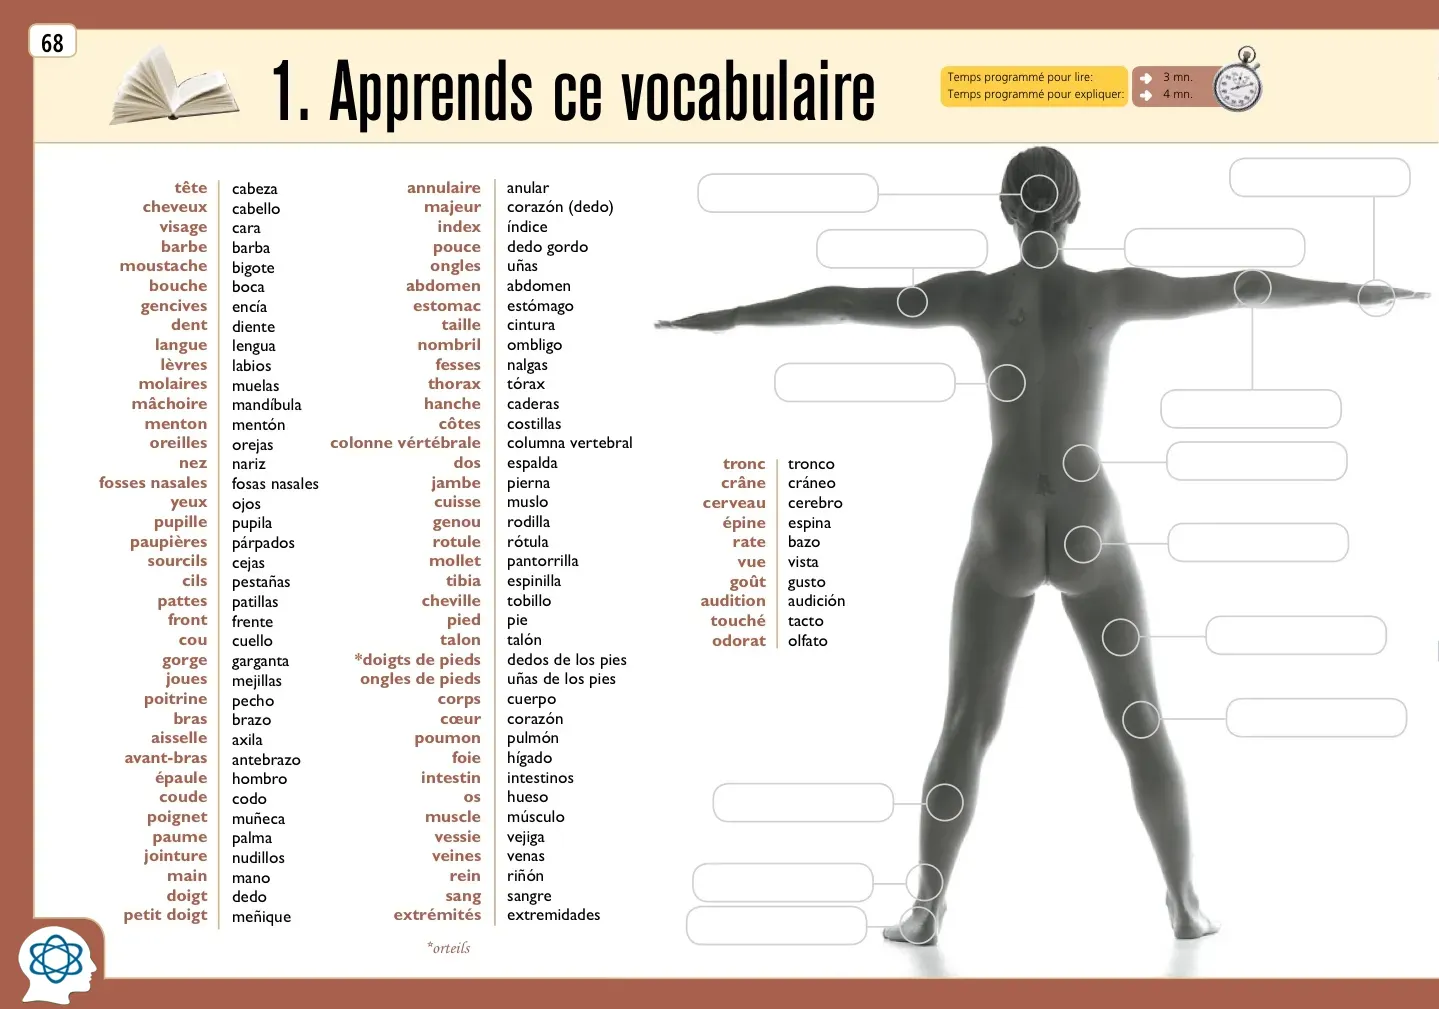 68
1. Apprends ce vocabulaire
Temps programmé pour lire: 3 mn.
Temps programmé pour expliquer: 4 mn.
tête cabeza
cheveux cabello
visage cara
barbe barba
moustache bigote
bouche boca
gencives encía
dent diente
langue lengua
lèvres labios
molaires muelas
mâchoire mandíbula
menton mentón
oreilles orejas
nez nariz
fosses nasales fosas nasales
yeux ojos
pupille pupila
paupières párpados
sourcils cejas
cils pestañas
pattes patillas
front frente
cou cuello
gorge garganta
joues mejillas
poitrine pecho
bras brazo
aisselle axila
avant-bras antebrazo
épaule hombro
coude codo
poignet muñeca
paume palma
jointure nudillos
main mano
doigt dedo
petit doigt meñique
annulaire anular
majeur corazón (dedo)
index índice
pouce dedo gordo
ongles uñas
abdomen abdomen
estomac estómago
taille cintura
nombril ombligo
fesses nalgas
thorax tórax
hanche caderas
côtes costillas
colonne vértébrale columna vertebral
dos espalda
jambe pierna
cuisse muslo
genou rodilla
rotule rótula
mollet pantorrilla
tibia espinilla
cheville tobillo
pied pie
talon talón
*doigts de pieds dedos de los pies
ongles de pieds uñas de los pies
corps cuerpo
cœur corazón
poumon pulmón
foie hígado
intestin intestinos
os hueso
muscle músculo
vessie vejiga
veines venas
rein riñón
sang sangre
extrémités extremidades
*orteils
tronc tronco
crâne cráneo
cerveau cerebro
épine espina
rate bazo
vue vista
goût gusto
audition audición
touché tacto
odorat olfato